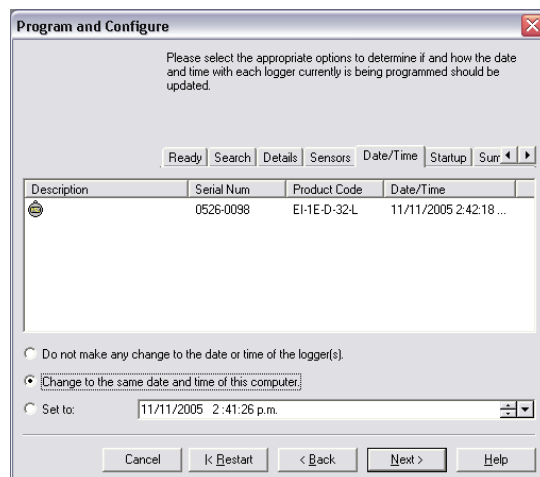 Program and Configure
Please select the appropriate options to determine if and how the date
and time with each logger currently is being programmed should be
updated.
Ready Search Details Sensors Date/Time Startup Sum
Description Serial Num Product Code Date/Time
0526-0098 EI-1E-D-32-L 11/11/2005 2:42:18 ...
Do not make any change to the date or time of the logger(s).
Change to the same date and time of this computer.
Set to: 11/11/2005 2:41:26 p.m.
Cancel |< Restart < Back Next > Help